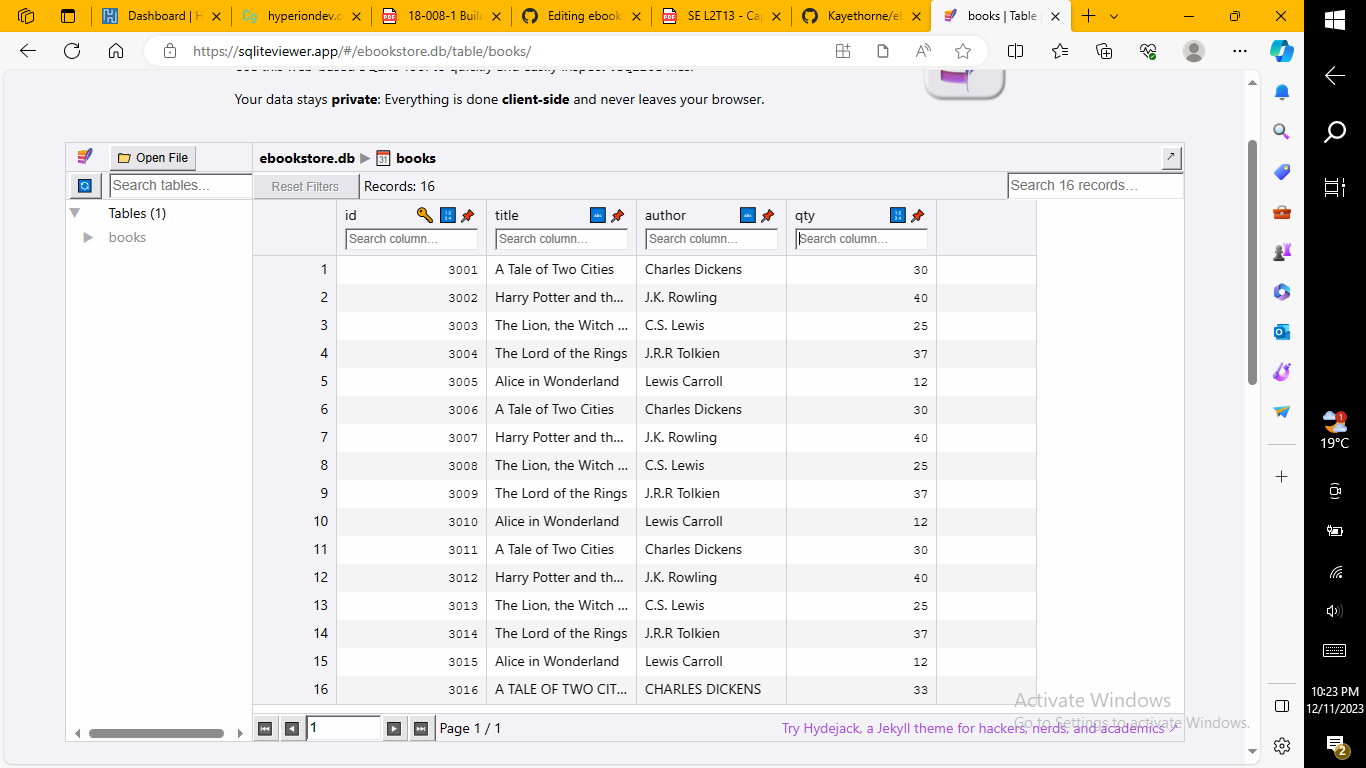 Dashboard | H
hyperiondev.c
18-008-1 Buil
Editing ebook
SE L2T13 - Ca
Kayethorne/e
books | Table
https://sqliteviewer.app/#/ebookstore.db/table/books/
Your data stays private: Everything is done client-side and never leaves your browser.
Open File
ebookstore.db ▶ books
Search tables...
Reset Filters
Records: 16
Search 16 records...
Tables (1)
books
id title author qty
Search column... Search column... Search column... Search column...
1 3001 A Tale of Two Cities Charles Dickens 30
2 3002 Harry Potter and th... J.K. Rowling 40
3 3003 The Lion, the Witch ... C.S. Lewis 25
4 3004 The Lord of the Rings J.R.R Tolkien 37
5 3005 Alice in Wonderland Lewis Carroll 12
6 3006 A Tale of Two Cities Charles Dickens 30
7 3007 Harry Potter and th... J.K. Rowling 40
8 3008 The Lion, the Witch ... C.S. Lewis 25
9 3009 The Lord of the Rings J.R.R Tolkien 37
10 3010 Alice in Wonderland Lewis Carroll 12
11 3011 A Tale of Two Cities Charles Dickens 30
12 3012 Harry Potter and th... J.K. Rowling 40
13 3013 The Lion, the Witch ... C.S. Lewis 25
14 3014 The Lord of the Rings J.R.R Tolkien 37
15 3015 Alice in Wonderland Lewis Carroll 12
16 3016 A TALE OF TWO CIT... CHARLES DICKENS 33
1
Page 1 / 1
Try Hydejack, a Jekyll theme for hackers, nerds, and academics
Activate Windows
Go to Settings to activate Windows.
1
19°C
10:23 PM
12/11/2023
2